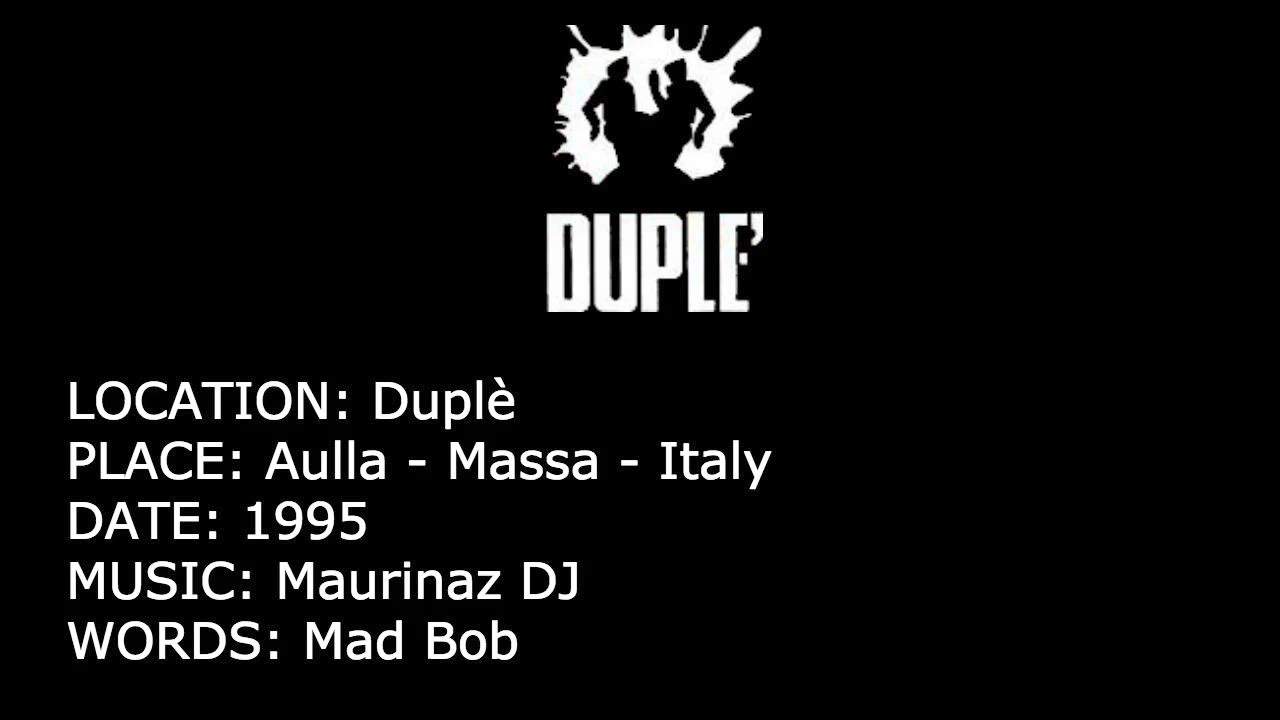 DUPLE'
LOCATION: Duplè
PLACE: Aulla - Massa - Italy
DATE: 1995
MUSIC: Maurinaz DJ
WORDS: Mad Bob